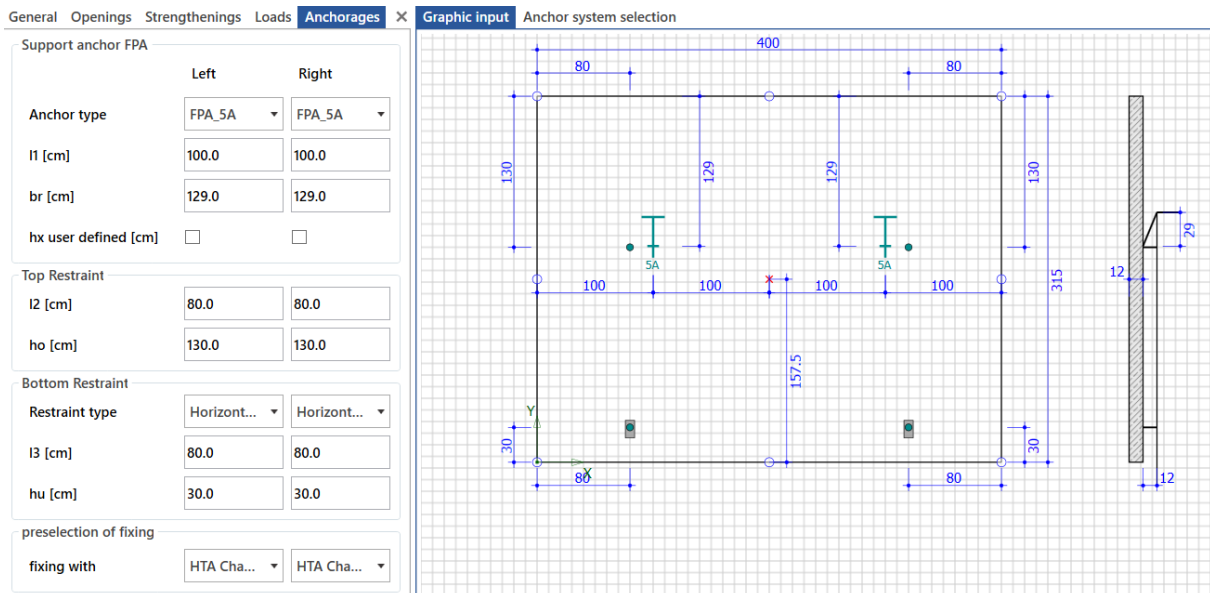 General Openings Strengthenings Loads Anchorages
Support anchor FPA
Left Right
Anchor type FPA_5A FPA_5A
l1 [cm] 100.0 100.0
br [cm] 129.0 129.0
hx user defined [cm]
Top Restraint
l2 [cm] 80.0 80.0
ho [cm] 130.0 130.0
Bottom Restraint
Restraint type Horizont... Horizont...
l3 [cm] 80.0 80.0
hu [cm] 30.0 30.0
preselection of fixing
fixing with HTA Cha... HTA Cha...
Graphic input Anchor system selection
400
80 80
130 129 129 130
29
5A 5A
12
315
100 100 100 100
157.5
Y
30 30
X
80 80
12